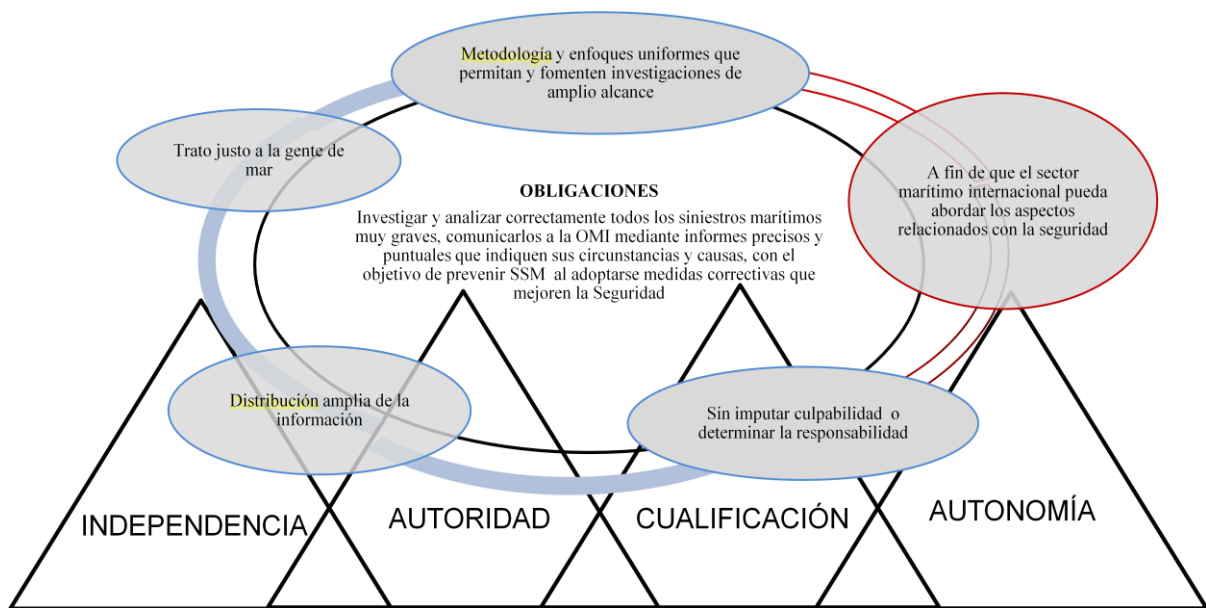 Metodología y enfoques uniformes que
permitan y fomenten investigaciones de
amplio alcance
Trato justo a la gente de
mar
A fin de que el sector
marítimo internacional pueda
abordar los aspectos
relacionados con la seguridad
OBLIGACIONES
Investigar y analizar correctamente todos los siniestros marítimos
muy graves, comunicarlos a la OMI mediante informes precisos y
puntuales que indiquen sus circunstancias y causas, con el
objetivo de prevenir SSM al adoptarse medidas correctivas que
mejoren la Seguridad
Distribución amplia de la
información
Sin imputar culpabilidad o
determinar la responsabilidad
INDEPENDENCIA
AUTORIDAD
CUALIFICACIÓN
AUTONOMÍA